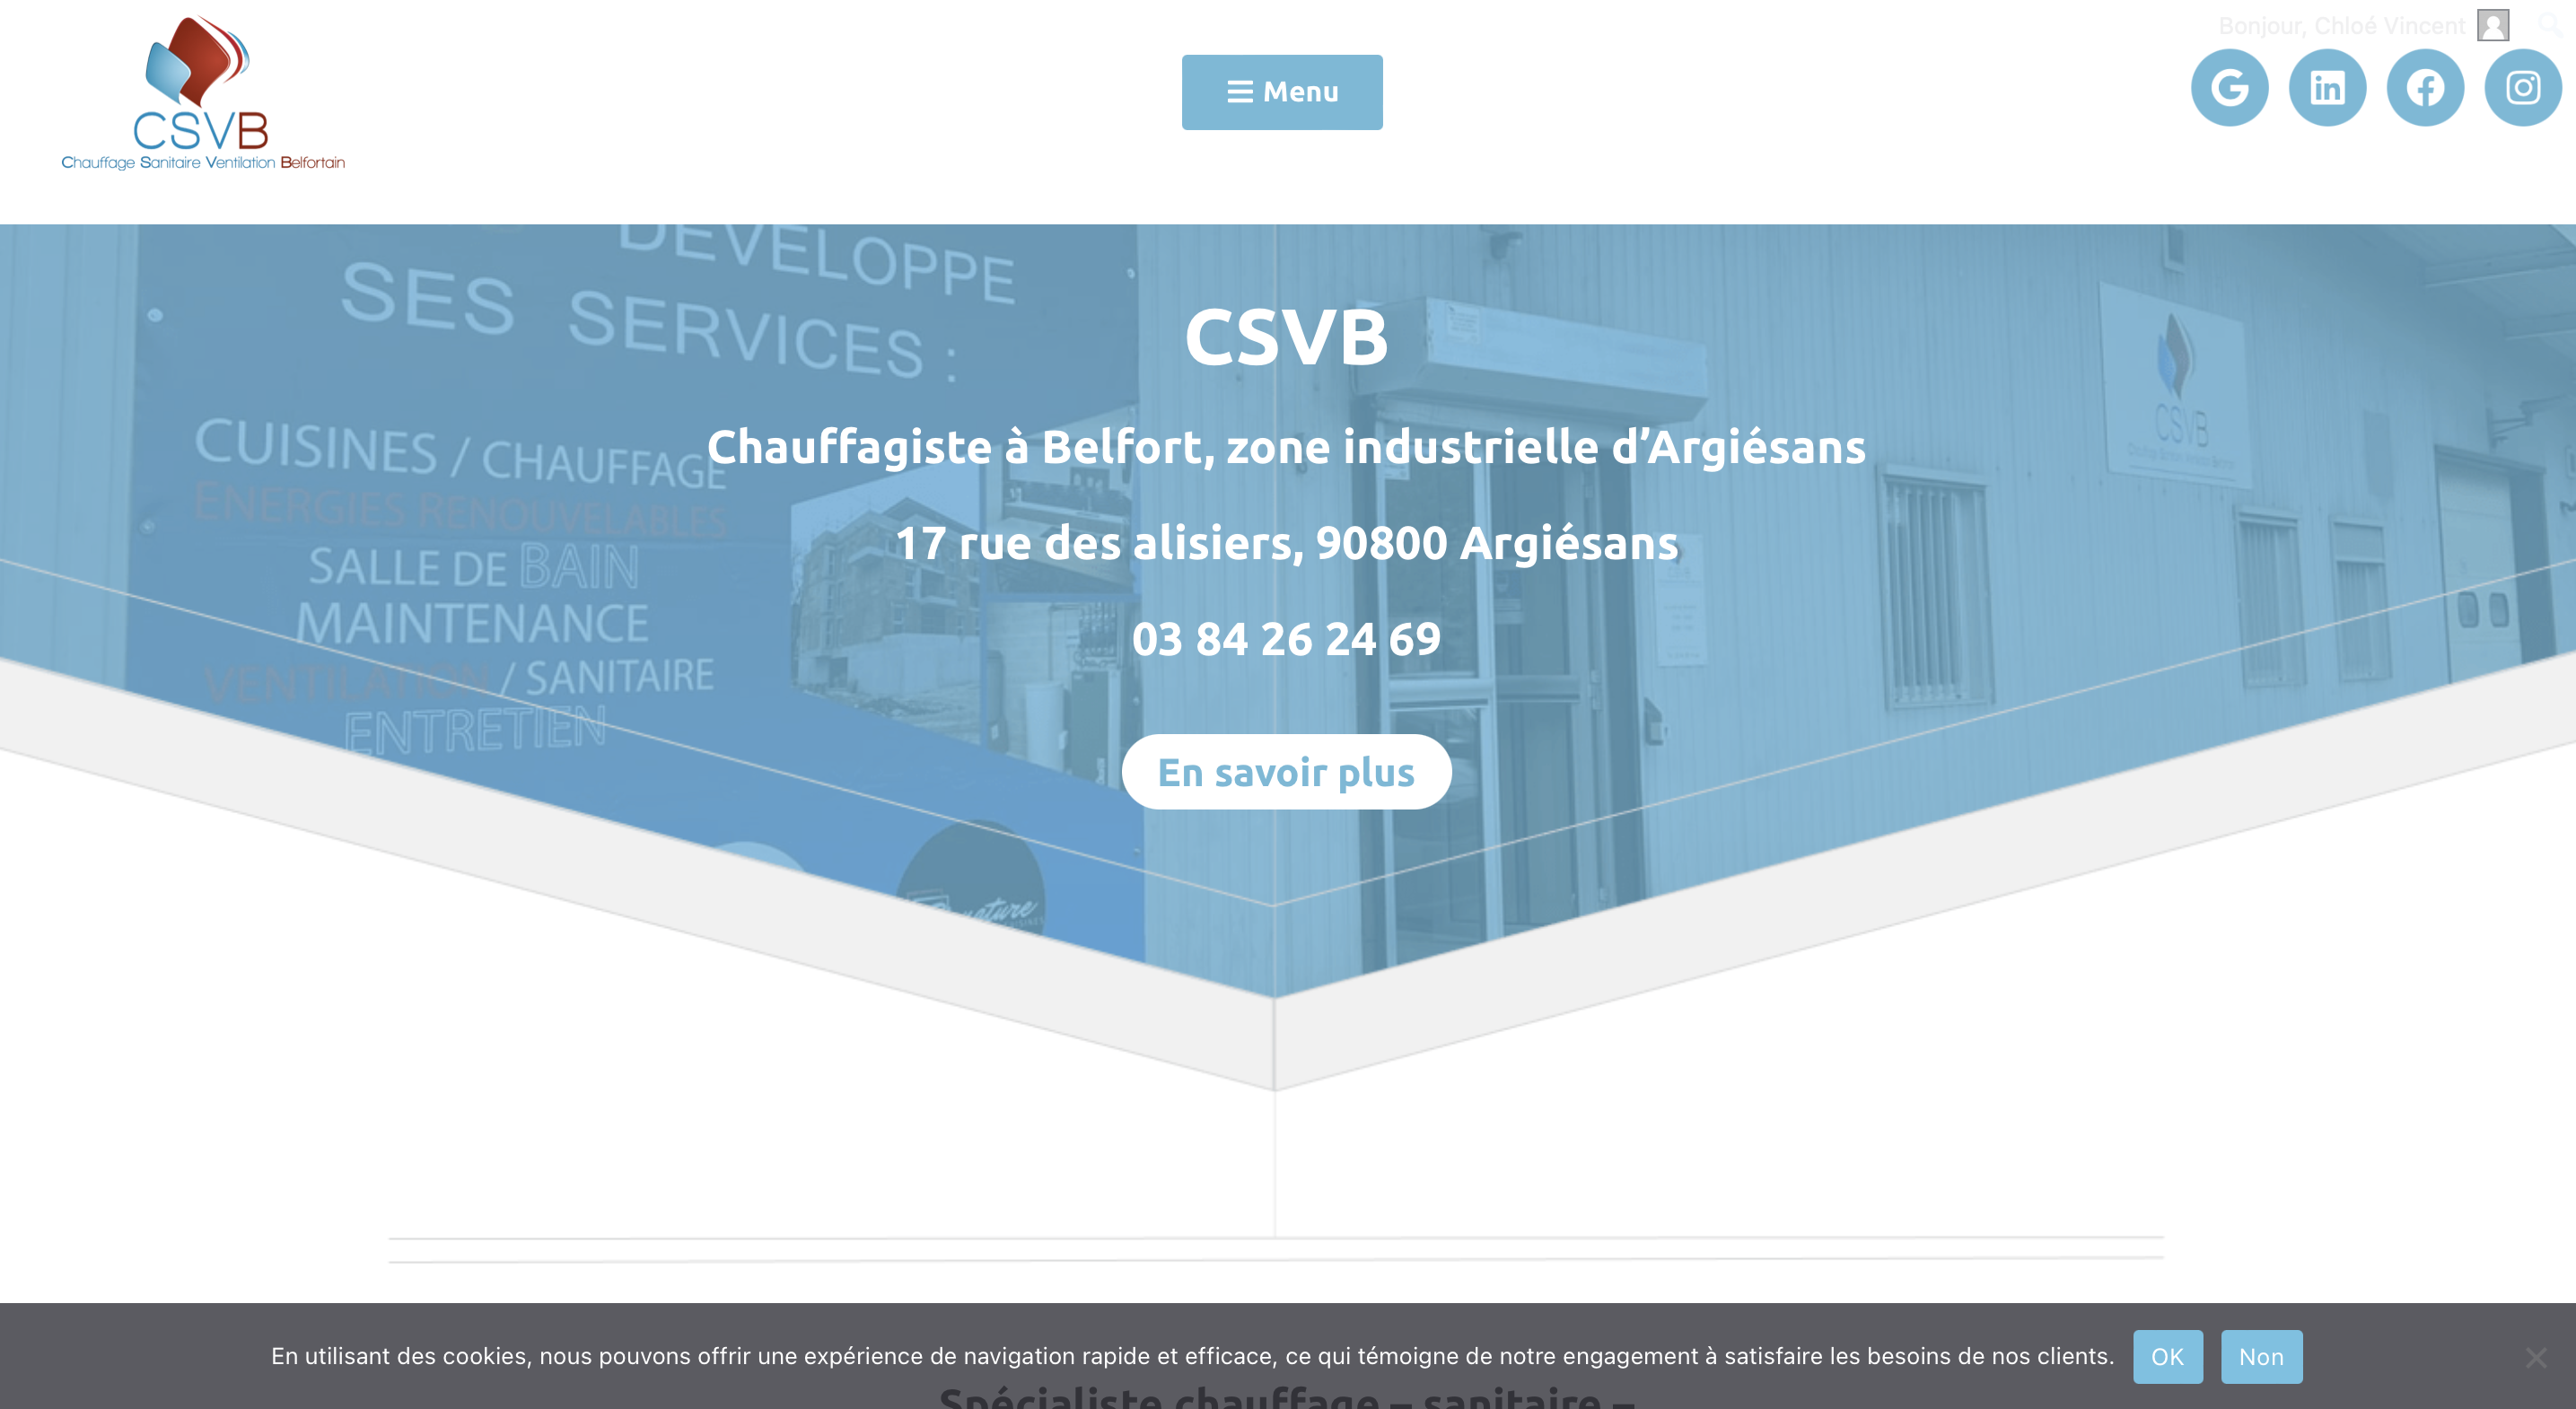 Bonjour, Chloé Vincent
CSVB
Chauffage Sanitaire Ventilation Belfortain
Menu
DEVELOPPE
SES SERVICES :
CUISINES / CHAUFFAGE
ENERGIES RENOUVELABLES
SALLE DE BAIN
MAINTENANCE
VENTILATION / SANITAIRE
ENTRETIEN
CSVB
CSVB
Chauffagiste à Belfort, zone industrielle d’Argiésans
17 rue des alisiers, 90800 Argiésans
03 84 26 24 69
En savoir plus
En utilisant des cookies, nous pouvons offrir une expérience de navigation rapide et efficace, ce qui témoigne de notre engagement à satisfaire les besoins de nos clients.
OK
Non
Spécialiste chauffage – sanitaire –